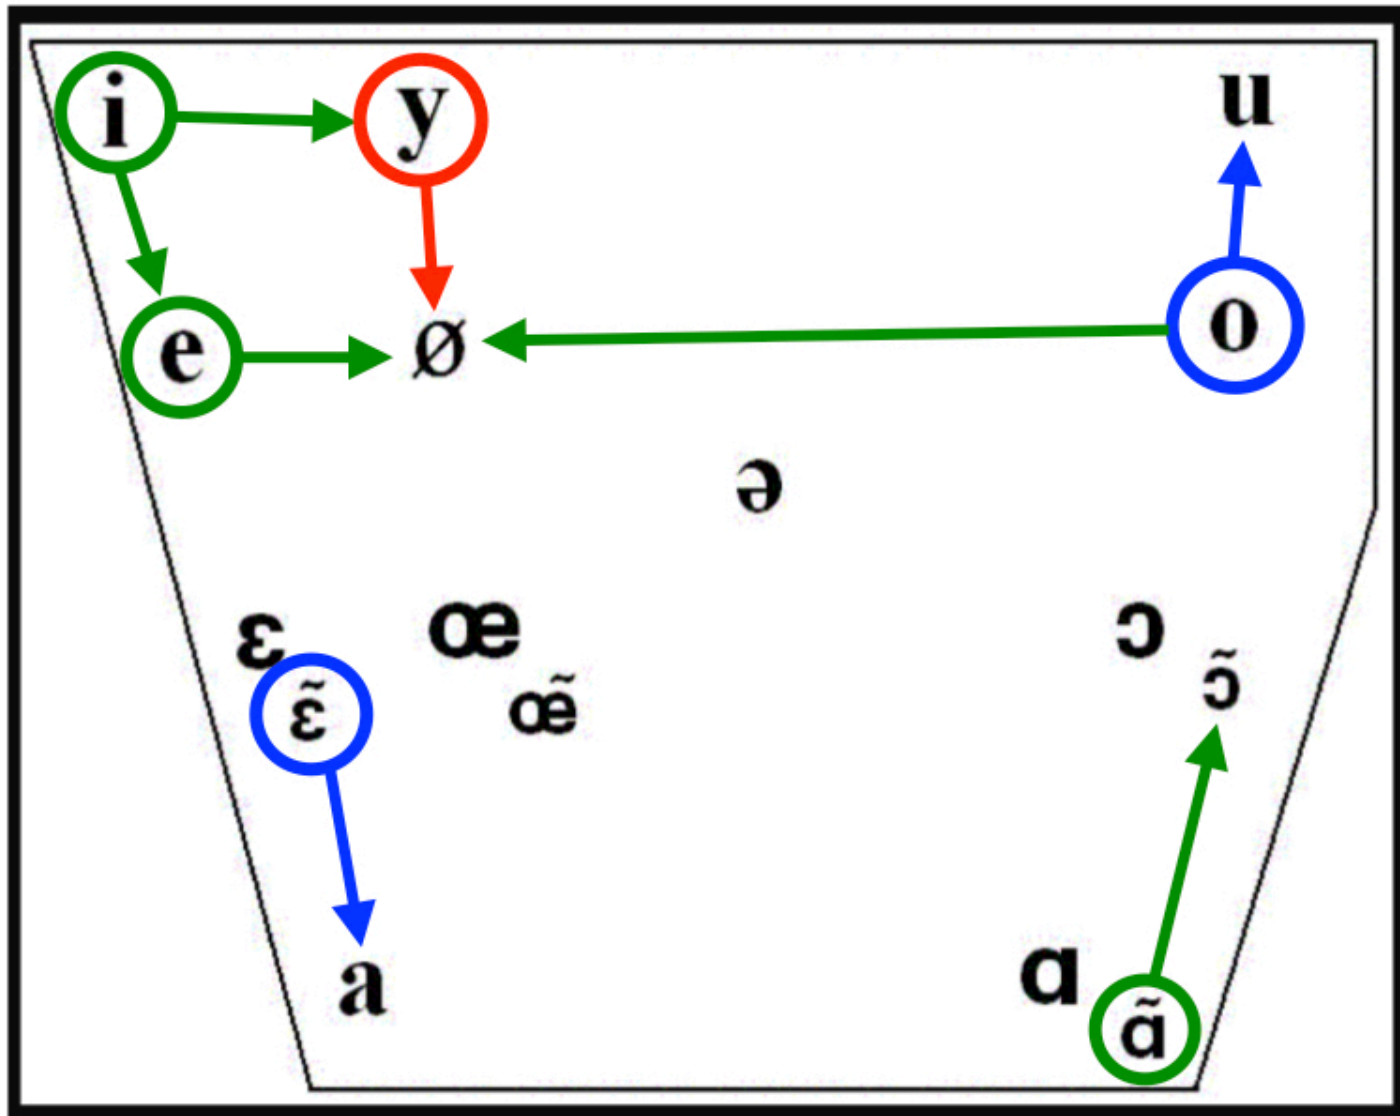 i y u
e ø o
ə
ɛ œ ɔ
ɛ̃ œ̃ ɔ̃
a ɑ
ɑ̃